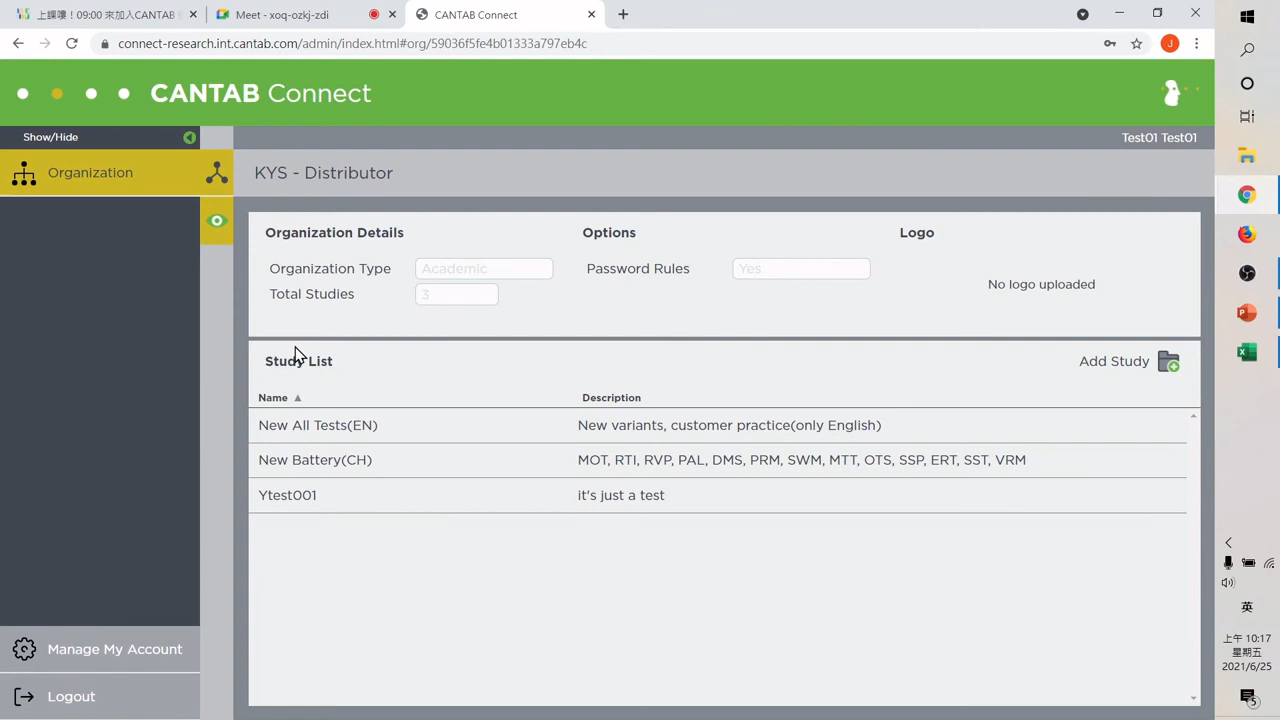 上課嘍！09:00 來加入CANTAB
Meet - xoq-ozkj-zdi
CANTAB Connect
connect-research.int.cantab.com/admin/index.html#org/59036f5fe4b01333a797eb4c
J
CANTAB Connect
Show/Hide
Test01 Test01
Organization
KYS - Distributor
Organization Details
Options
Logo
Organization Type
Academic
Password Rules
Yes
Total Studies
3
No logo uploaded
Study List
Add Study
Name
Description
New All Tests(EN)
New variants, customer practice(only English)
New Battery(CH)
MOT, RTI, RVP, PAL, DMS, PRM, SWM, MTT, OTS, SSP, ERT, SST, VRM
Ytest001
it's just a test
Manage My Account
Logout
英
上午 10:17
星期五
2021/6/25
5